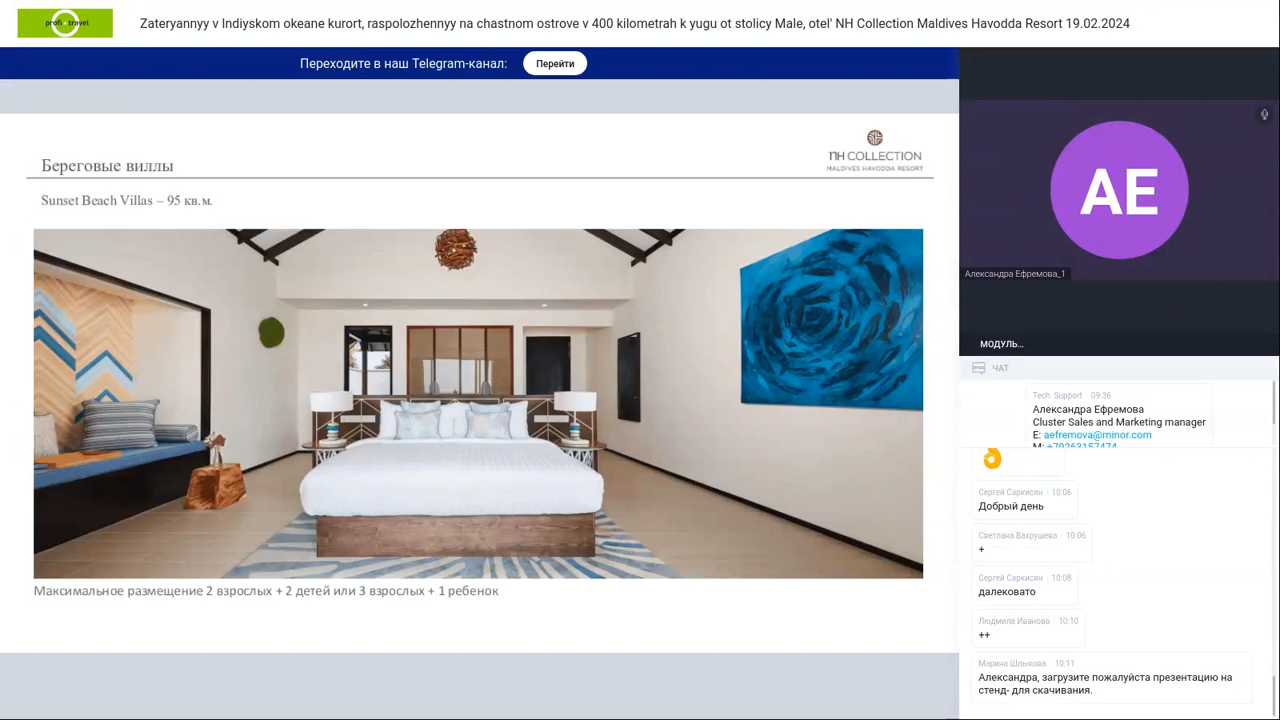 profi travel
Zateryannyy v Indiyskom okeane kurort, raspolozhennyy na otdel'nom ostrove v 400 kilometrah k yugu ot stolicy Male, otel' NH Collection Maldives Havodda Resort 19.02.2024
Переходите в наш Telegram-канал:
Перейти
Береговые виллы
NH COLLECTION
MALDIVES HAVODDA RESORT
Sunset Beach Villas – 95 кв.м.
Максимальное размещение 2 взрослых + 2 детей или 3 взрослых + 1 ребенок
AE
Александра Ефремова_1
МОДУЛЬ...
ЧАТ
Tech. Support 09:36
Александра Ефремова
Cluster Sales and Marketing manager
E: aefremova@minor.com
M: +79263157474
Сергей Саркисян 10:06
Добрый день
Светлана Вахрушева 10:06
+
Сергей Саркисян 10:08
далековато
Людмила Иванова 10:10
++
Марина Шлыкова 10:11
Александра, загрузите пожалуйста презентацию на
стенд- для скачивания.